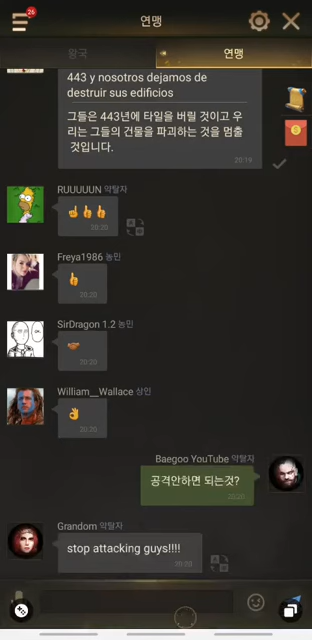 26
연맹
왕국
연맹
443 y nosotros dejamos de
destruir sus edificios
그들은 443년에 타일을 버릴 것이고 우
리는 그들의 건물을 파괴하는 것을 멈출
것입니다.
20:19
RUUUUUN 약탈자
20:20
Freya1986 농민
20:20
SirDragon 1.2 농민
20:20
William__Wallace 상인
20:20
Baegoo YouTube 약탈자
공격안하면 되는것?
20:20
Grandom 약탈자
stop attacking guys!!!!
20:20